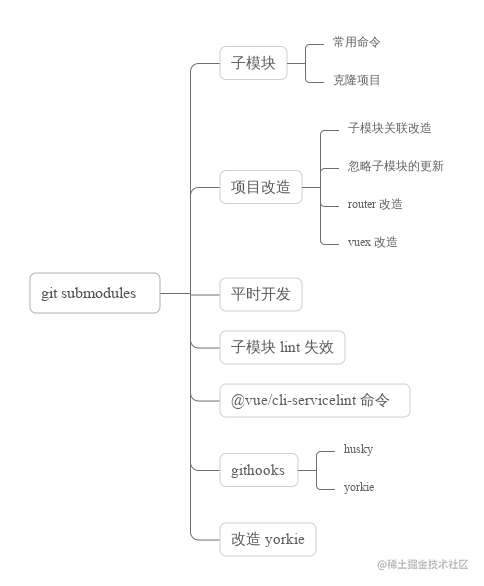 git submodules
子模块
常用命令
克隆项目
项目改造
子模块关联改造
忽略子模块的更新
router 改造
vuex 改造
平时开发
子模块 lint 失效
@vue/cli-servicelint 命令
githooks
husky
yorkie
改造 yorkie
@稀土掘金技术社区